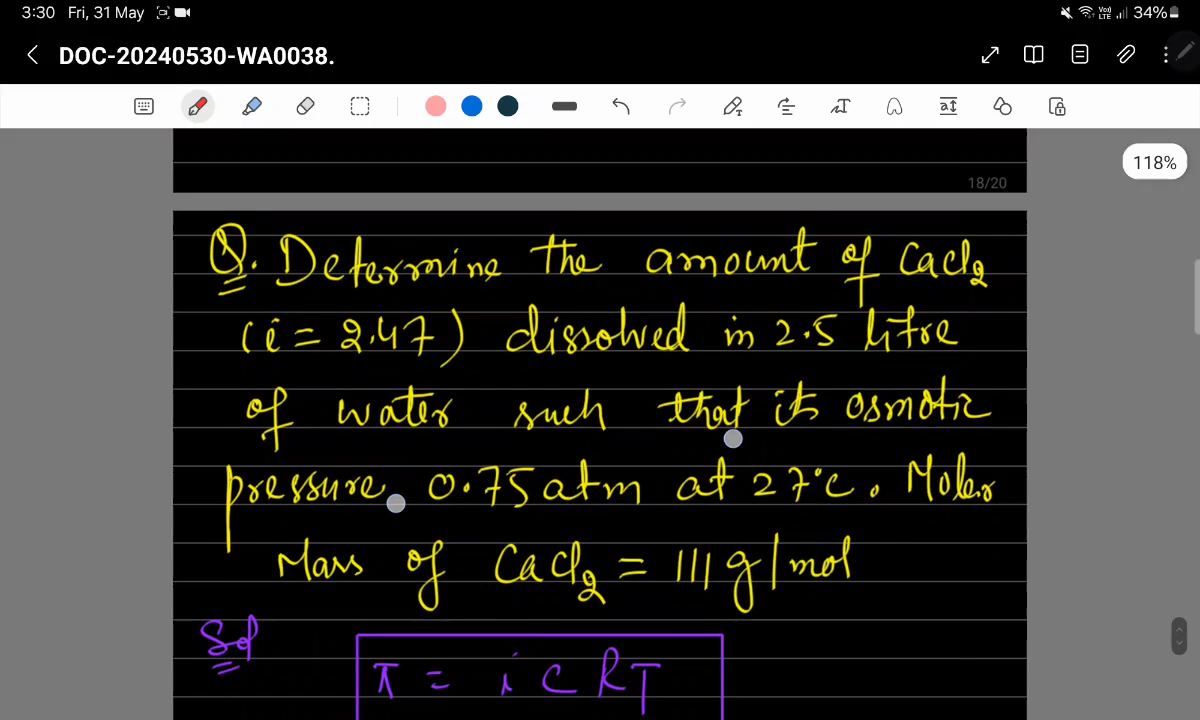 3:30 Fri, 31 May 34%
DOC-20240530-WA0038.
118%
18/20
Q. Determine the amount of CaCl2
(i = 2.47) dissolved in 2.5 litre
of water such that its osmotic
pressure 0.75 atm at 27°C. Molar
Mass of CaCl2 = 111 g/mol
Sol
π = i C R T